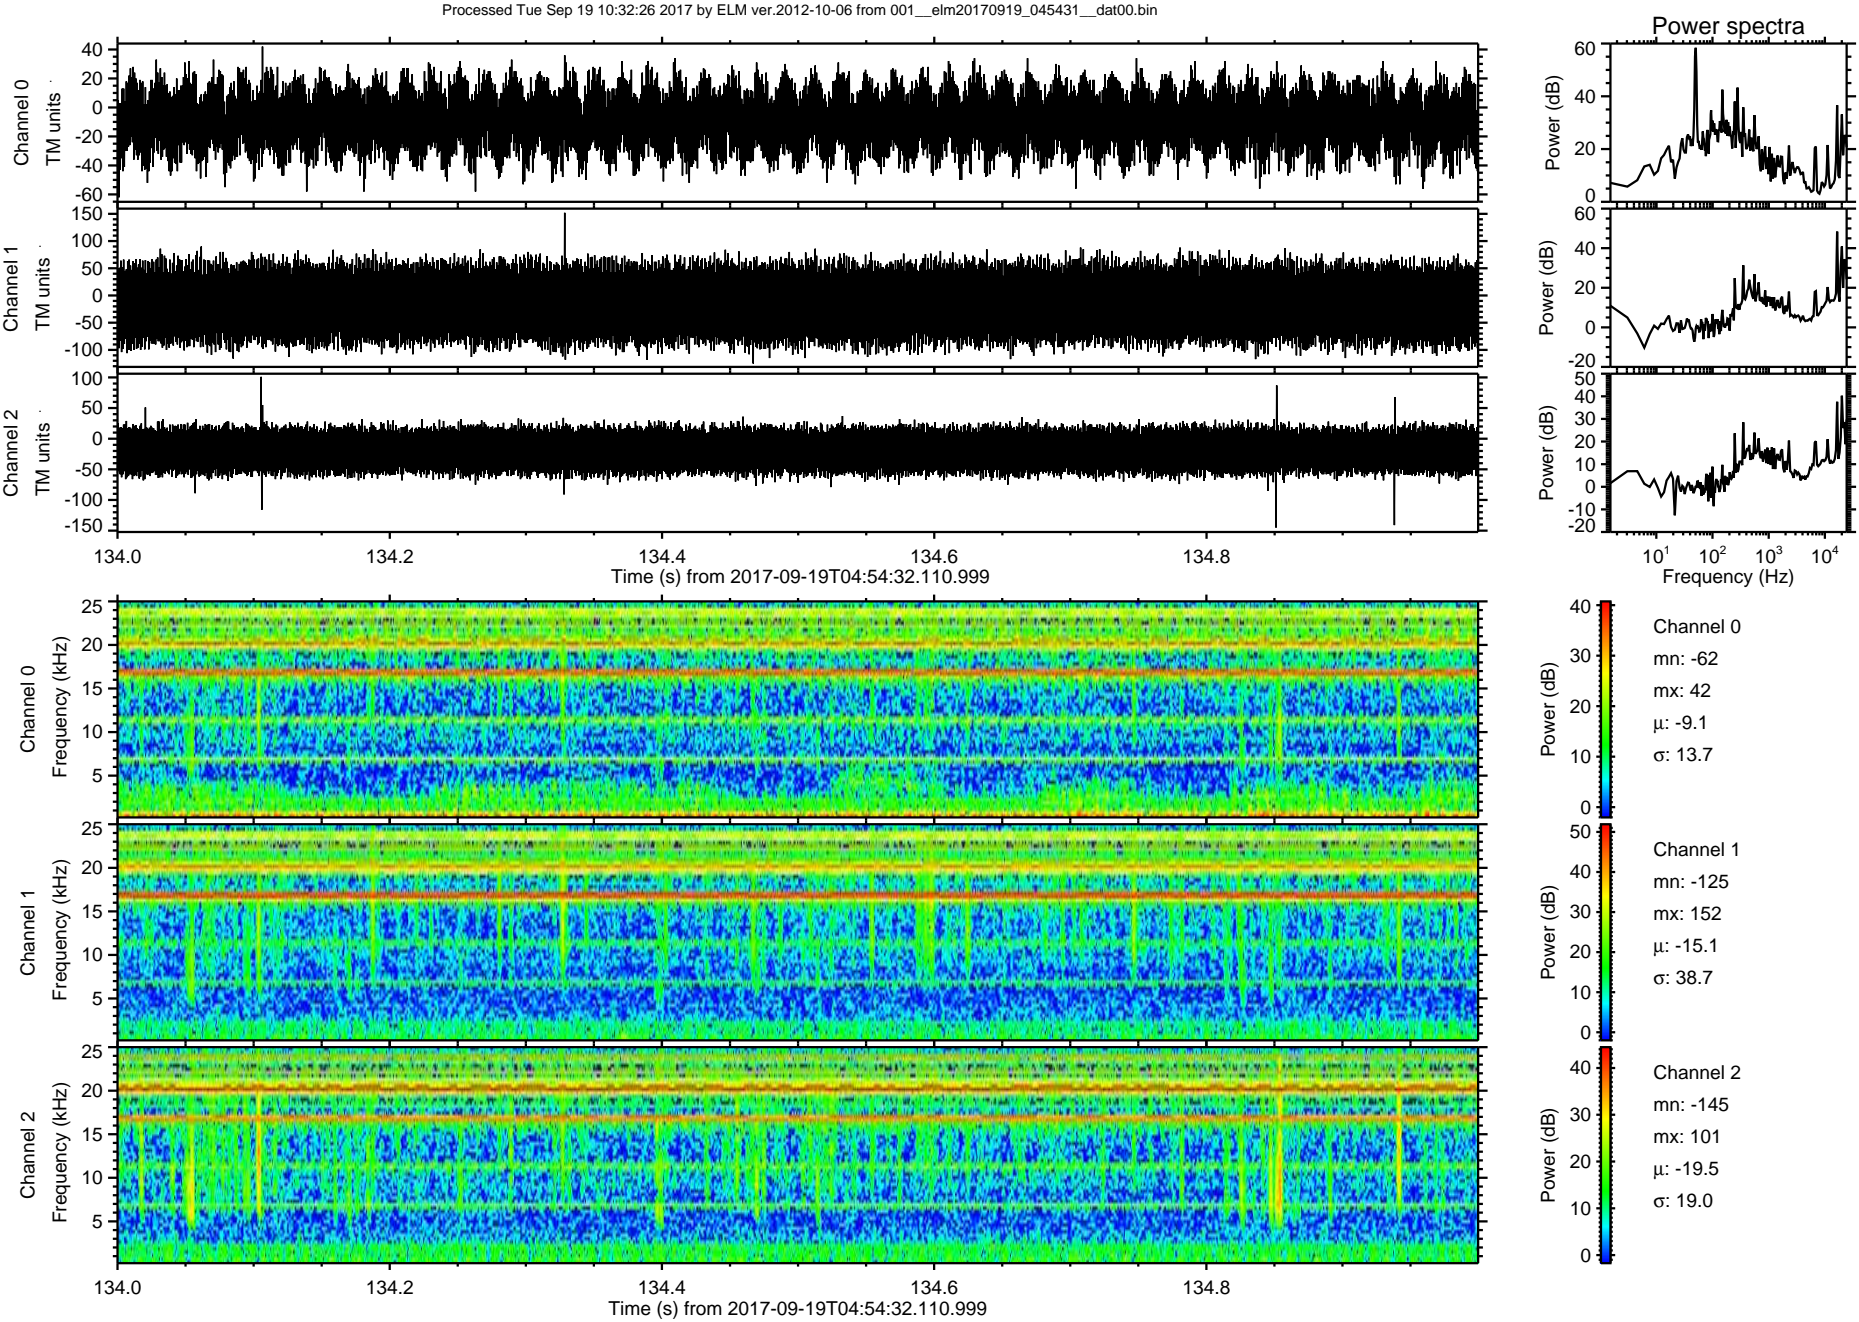 Processed Tue Sep 19 10:32:26 2017 by ELM ver.2012-10-06 from 001__elm20170919_045431__dat00.bin
Power spectra
Channel 0
TM units
40
20
0
-20
-40
-60
Power (dB)
60
40
20
0
Channel 1
TM units
150
100
50
0
-50
-100
Power (dB)
60
40
20
0
-20
Channel 2
TM units
100
50
0
-50
-100
-150
Power (dB)
50
40
30
20
10
0
-10
-20
134.0 134.2 134.4 134.6 134.8
Time (s) from 2017-09-19T04:54:32.110.999
10¹ 10² 10³ 10⁴
Frequency (Hz)
Channel 0
Frequency (kHz)
25
20
15
10
5
Power (dB)
40
30
20
10
0
Channel 0
mn: -62
mx: 42
μ: -9.1
σ: 13.7
Channel 1
Frequency (kHz)
25
20
15
10
5
Power (dB)
50
40
30
20
10
0
Channel 1
mn: -125
mx: 152
μ: -15.1
σ: 38.7
Channel 2
Frequency (kHz)
25
20
15
10
5
Power (dB)
40
30
20
10
0
Channel 2
mn: -145
mx: 101
μ: -19.5
σ: 19.0
134.0 134.2 134.4 134.6 134.8
Time (s) from 2017-09-19T04:54:32.110.999